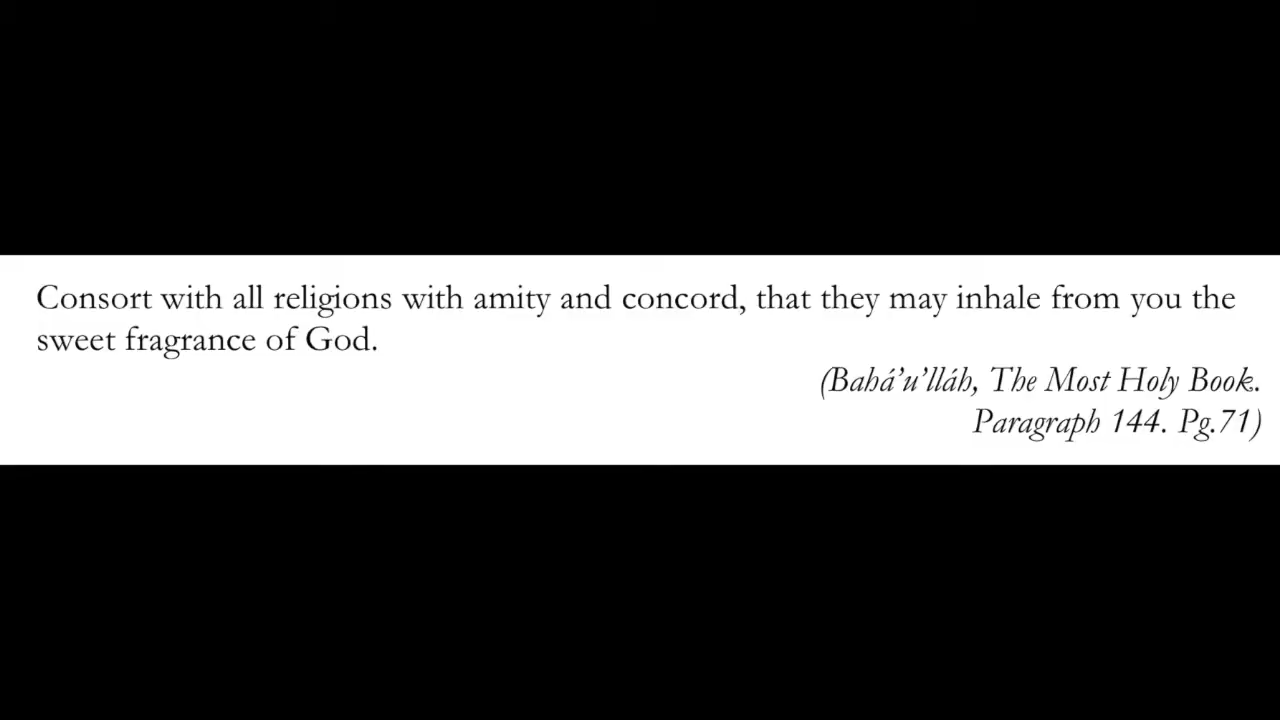 Consort with all religions with amity and concord, that they may inhale from you the
sweet fragrance of God.
(Bahá’u’lláh, The Most Holy Book.
Paragraph 144. Pg.71)